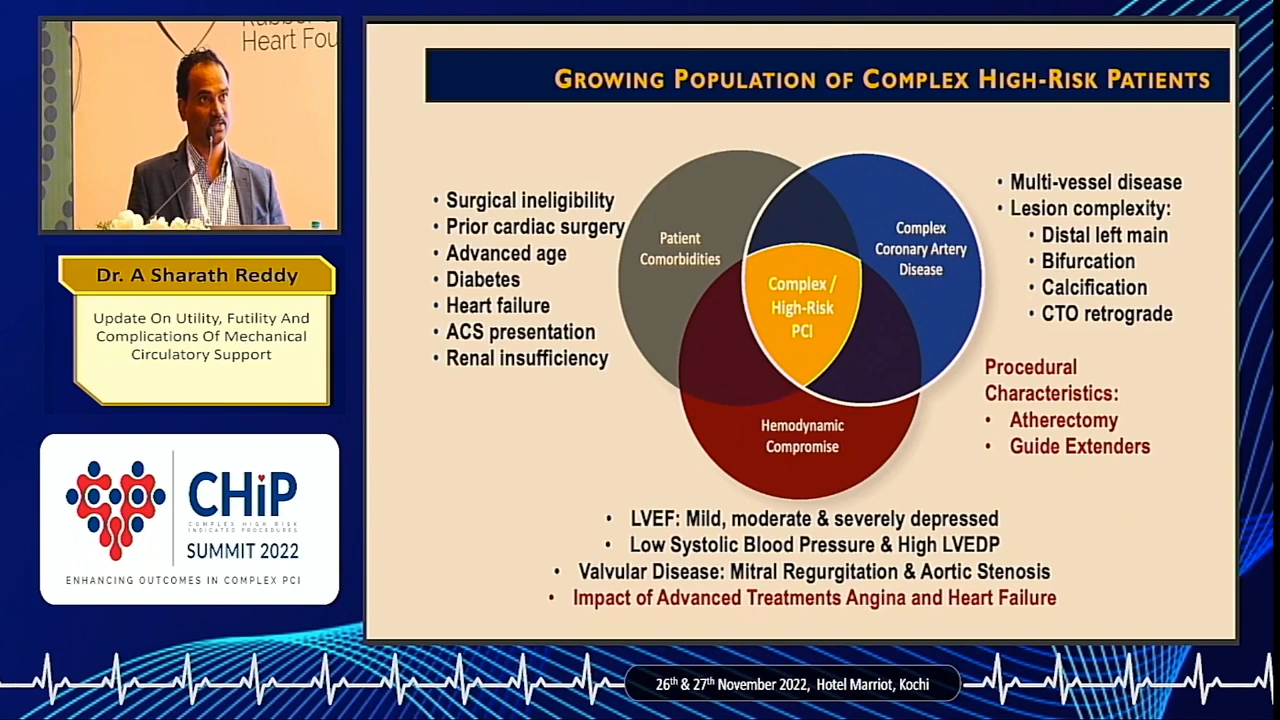 Heart Fou
GROWING POPULATION OF COMPLEX HIGH-RISK PATIENTS
• Surgical ineligibility
• Prior cardiac surgery
• Advanced age
• Diabetes
• Heart failure
• ACS presentation
• Renal insufficiency
Patient
Comorbidities
Complex
Coronary Artery
Disease
Complex /
High-Risk
PCI
Hemodynamic
Compromise
• Multi-vessel disease
• Lesion complexity:
• Distal left main
• Bifurcation
• Calcification
• CTO retrograde
Procedural
Characteristics:
• Atherectomy
• Guide Extenders
• LVEF: Mild, moderate & severely depressed
• Low Systolic Blood Pressure & High LVEDP
• Valvular Disease: Mitral Regurgitation & Aortic Stenosis
• Impact of Advanced Treatments Angina and Heart Failure
Dr. A Sharath Reddy
Update On Utility, Futility And
Complications Of Mechanical
Circulatory Support
CHiP
COMPLEX HIGH RISK
INDICATED PROCEDURES
SUMMIT 2022
ENHANCING OUTCOMES IN COMPLEX PCI
26th & 27th November 2022, Hotel Marriot, Kochi